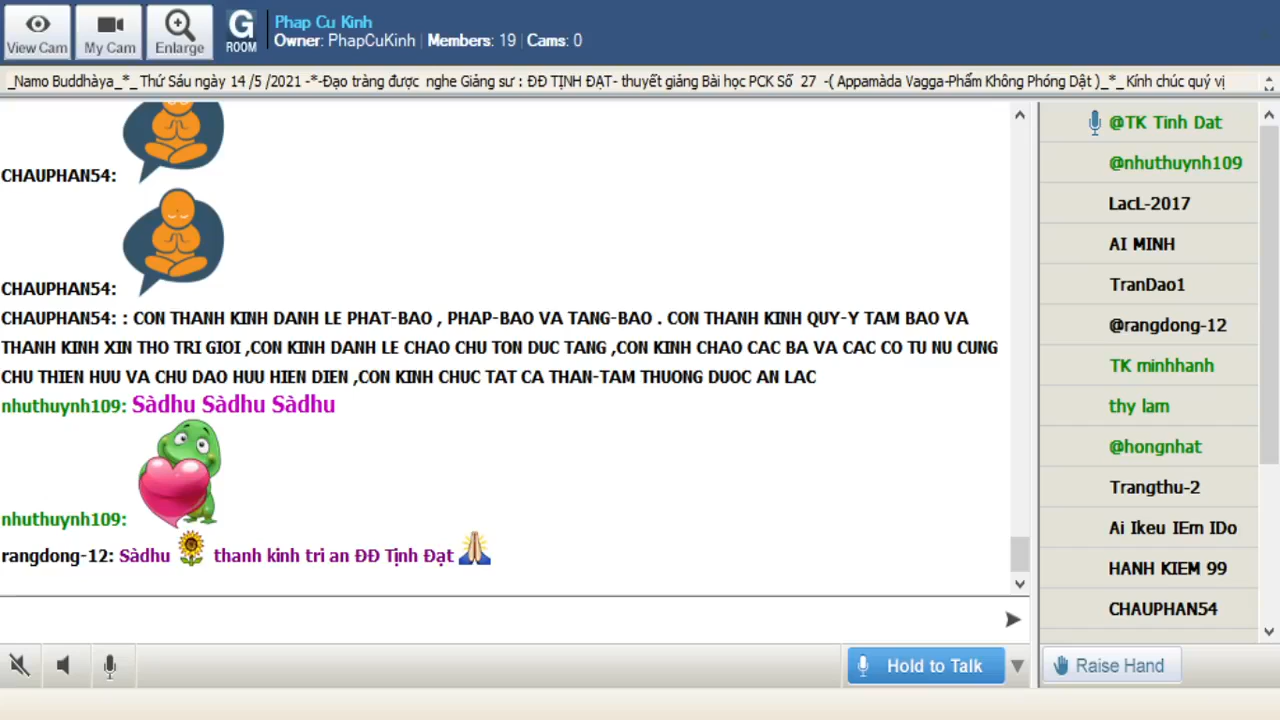 View Cam
My Cam
Enlarge
G
ROOM
Phap Cu Kinh
Owner: PhapCuKinh | Members: 19 | Cams: 0
_Namo Buddhàya_*_ Thứ Sáu ngày 14 /5 /2021 -*-Đạo tràng được nghe Giảng sư : ĐĐ TỊNH ĐẠT- thuyết giảng Bài học PCK Số 27 -( Appamàda Vagga-Phẩm Không Phóng Dật )_*_ Kính chúc quý vị
CHAUPHAN54:
CHAUPHAN54:
CHAUPHAN54: : CON THANH KINH DANH LE PHAT-BAO , PHAP-BAO VA TANG-BAO . CON THANH KINH QUY-Y TAM BAO VA
THANH KINH XIN THO TRI GIOI ,CON KINH DANH LE CHAO CHU TON DUC TANG ,CON KINH CHAO CAC BA VA CAC CO TU NU CUNG
CHU THIEN HUU VA CHU DAO HUU HIEN DIEN ,CON KINH CHUC TAT CA THAN-TAM THUONG DUOC AN LAC
nhuthuynh109: Sàdhu Sàdhu Sàdhu
nhuthuynh109:
rangdong-12: Sàdhu thanh kinh tri an ĐĐ Tịnh Đạt
Hold to Talk
@TK Tinh Dat
@nhuthuynh109
LacL-2017
AI MINH
TranDao1
@rangdong-12
TK minhhanh
thy lam
@hongnhat
Trangthu-2
Ai Ikeu IEm IDo
HANH KIEM 99
CHAUPHAN54
Raise Hand